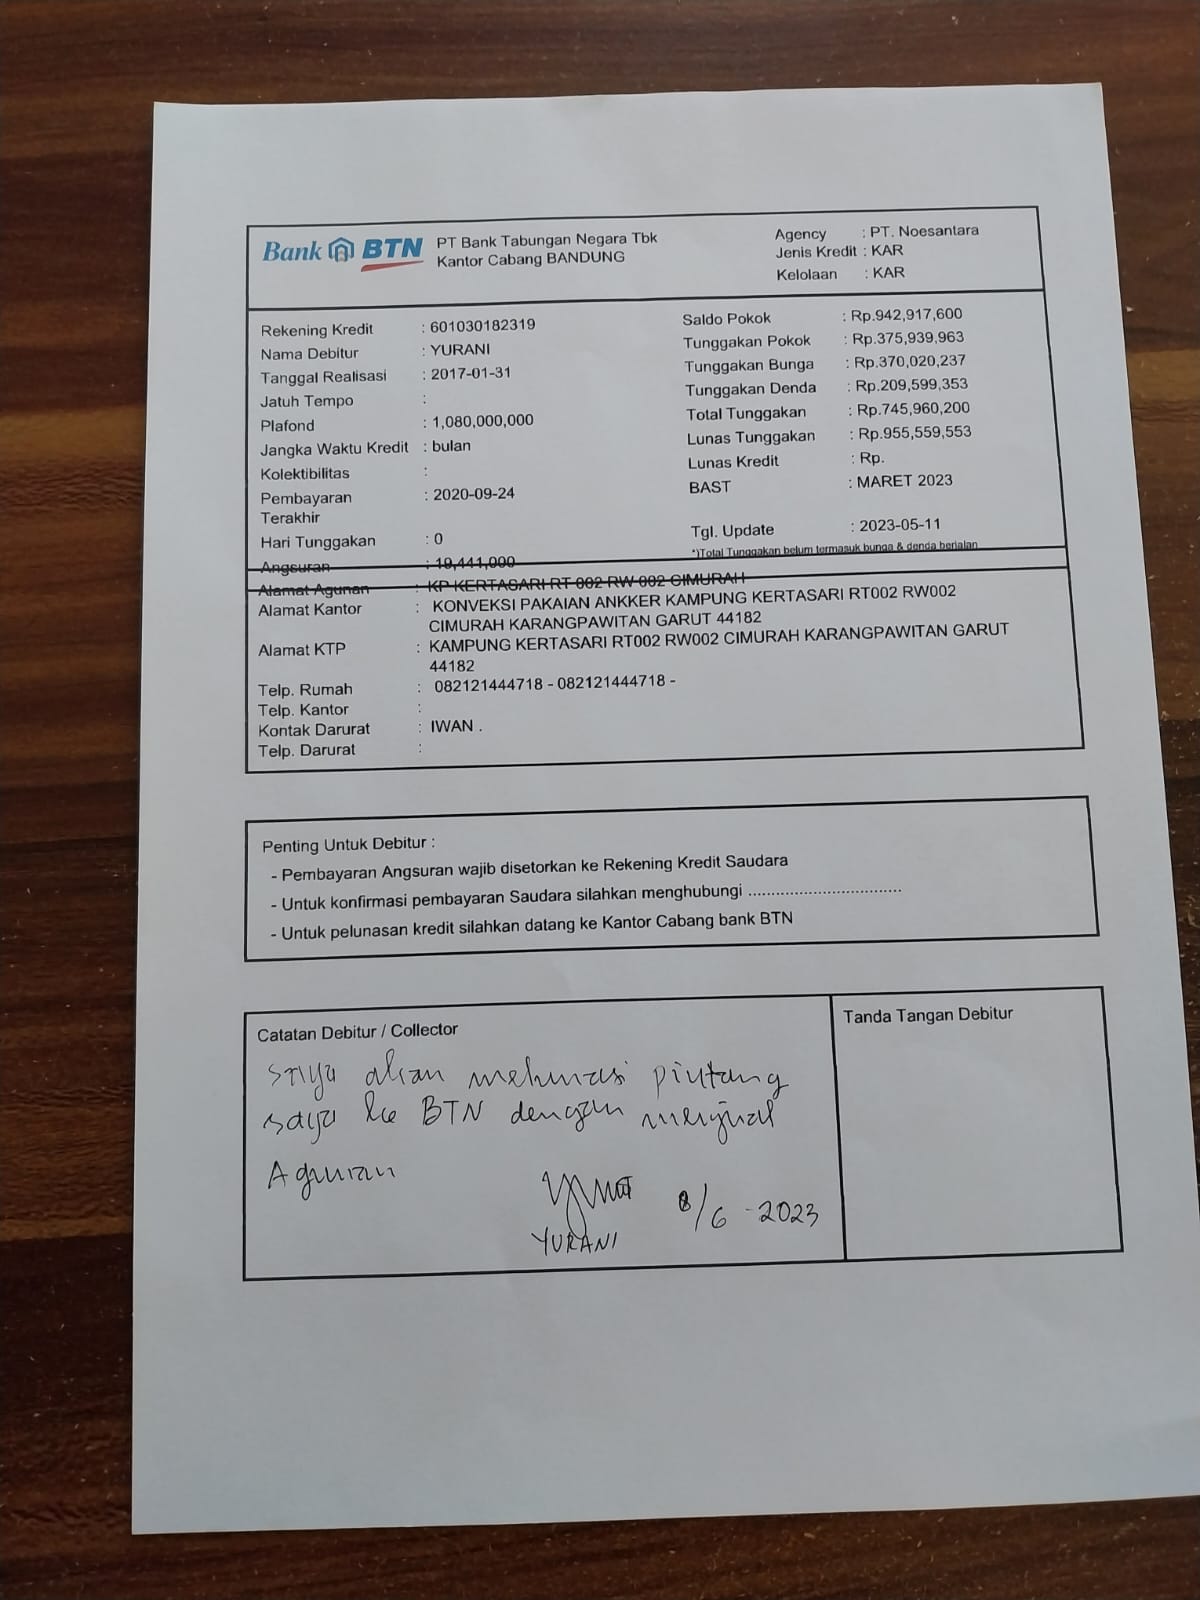 Bank BTN PT Bank Tabungan Negara Tbk
Kantor Cabang BANDUNG
Agency : PT. Noesantara
Jenis Kredit : KAR
Kelolaan : KAR
Rekening Kredit : 601030182319
Nama Debitur : YURANI
Tanggal Realisasi : 2017-01-31
Jatuh Tempo :
Plafond : 1,080,000,000
Jangka Waktu Kredit : bulan
Kolektibilitas :
Pembayaran Terakhir : 2020-09-24
Hari Tunggakan : 0
Angsuran : 19,441,000
Saldo Pokok : Rp.942,917,600
Tunggakan Pokok : Rp.375,939,963
Tunggakan Bunga : Rp.370,020,237
Tunggakan Denda : Rp.209,599,353
Total Tunggakan : Rp.745,960,200
Lunas Tunggakan : Rp.955,559,553
Lunas Kredit : Rp.
BAST : MARET 2023
Tgl. Update : 2023-05-11
*)Total Tunggakan belum termasuk bunga & denda berjalan
Alamat Agunan : KP KERTASARI RT 002 RW 002 CIMURAH
Alamat Kantor : KONVEKSI PAKAIAN ANKKER KAMPUNG KERTASARI RT002 RW002
CIMURAH KARANGPAWITAN GARUT 44182
Alamat KTP : KAMPUNG KERTASARI RT002 RW002 CIMURAH KARANGPAWITAN GARUT
44182
Telp. Rumah : 082121444718 - 082121444718 -
Telp. Kantor :
Kontak Darurat : IWAN .
Telp. Darurat :
Penting Untuk Debitur :
- Pembayaran Angsuran wajib disetorkan ke Rekening Kredit Saudara
- Untuk konfirmasi pembayaran Saudara silahkan menghubungi .................................
- Untuk pelunasan kredit silahkan datang ke Kantor Cabang bank BTN
Catatan Debitur / Collector
Saya akan melunasi piutang
saya ke BTN dengan menjual
Agunan
YURANI
8/6 - 2023
Tanda Tangan Debitur